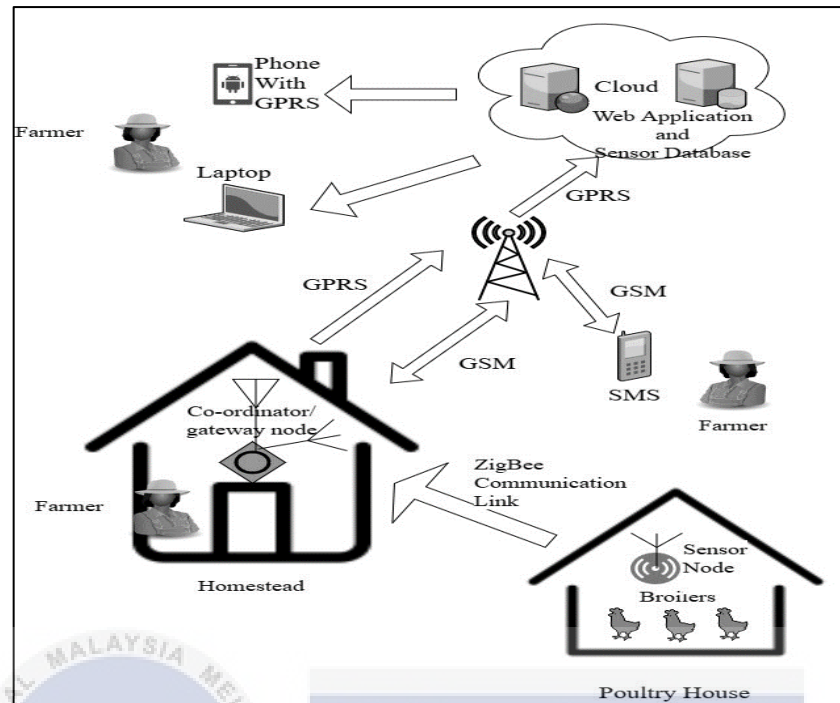 Phone
With
GPRS
Cloud
Web Application
and
Sensor Database
Farmer
Laptop
GPRS
GPRS
GSM
GSM
SMS
Farmer
Co-ordinator/
gateway node
ZigBee
Communication
Link
Farmer
Homestead
Sensor
Node
Broilers
Poultry House
MALAYSIA